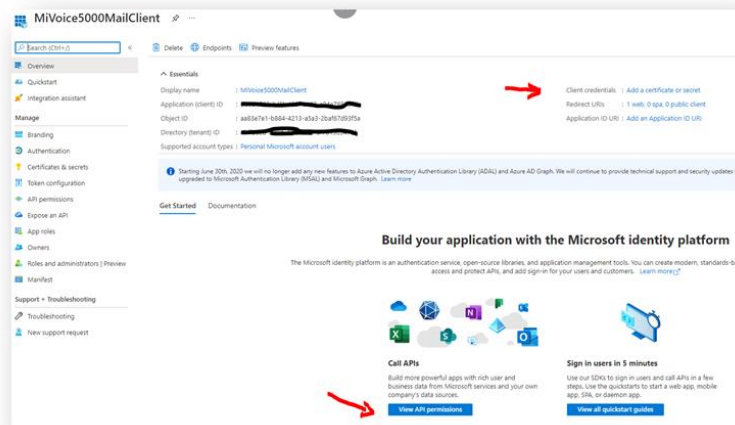 MiVoice5000MailClient
Search (Ctrl+/)
Delete Endpoints Preview features
Overview
Quickstart
Integration assistant
Manage
Branding
Authentication
Certificates & secrets
Token configuration
API permissions
Expose an API
App roles
Owners
Roles and administrators | Preview
Manifest
Support + Troubleshooting
Troubleshooting
New support request
Essentials
Display name : MiVoice5000MailClient
Application (client) ID :
Object ID : aa83e7e1-b884-4213-a5a3-2baf67d93f5e
Directory (tenant) ID :
Supported account types : Personal Microsoft account users
Client credentials : Add a certificate or secret
Redirect URIs : 1 web, 0 spa, 0 public client
Application ID URI : Add an Application ID URI
Starting June 30th, 2020 we will no longer add any new features to Azure Active Directory Authentication Library (ADAL) and Azure AD Graph. We will continue to provide technical support and security updates
upgraded to Microsoft Authentication Library (MSAL) and Microsoft Graph. Learn more
Get Started Documentation
Build your application with the Microsoft identity platform
The Microsoft identity platform is an authentication service, open-source libraries, and application management tools. You can create modern, standards-b
access and protect APIs, and add sign-in for your users and customers. Learn more
Call APIs
Build more powerful apps with rich user and
business data from Microsoft services and your own
company's data sources.
View API permissions
Sign in users in 5 minutes
Use our SDKs to sign in users and call APIs in a few
steps. Use the quickstarts to start a web app, mobile
app, SPA, or daemon app.
View all quickstart guides